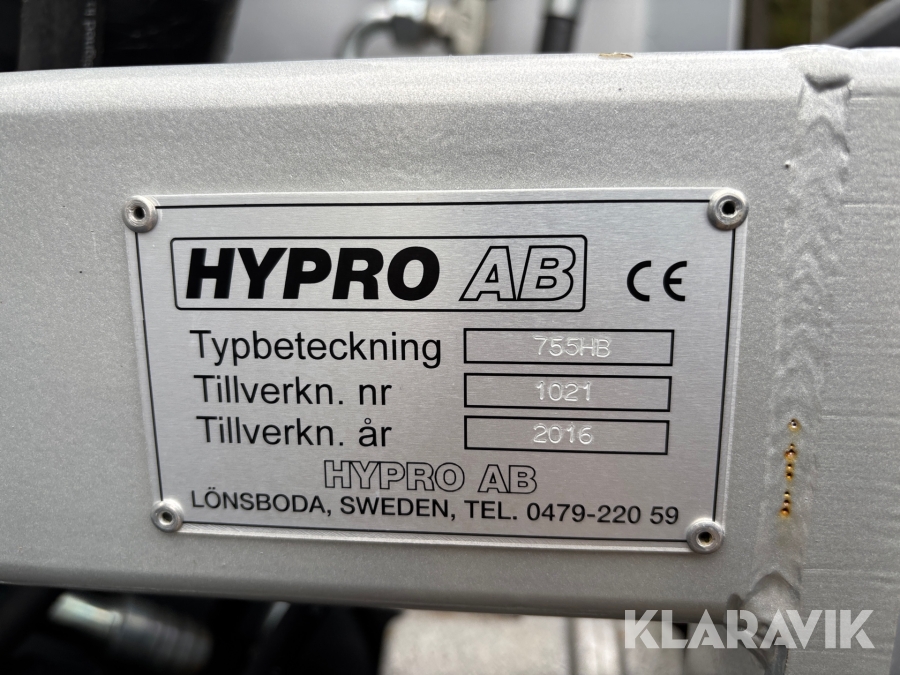 HYPRO AB CE
Typbeteckning 755HB
Tillverkn. nr 1021
Tillverkn. år 2016
HYPRO AB
LÖNSBODA, SWEDEN, TEL. 0479-220 59
KLARAVIK